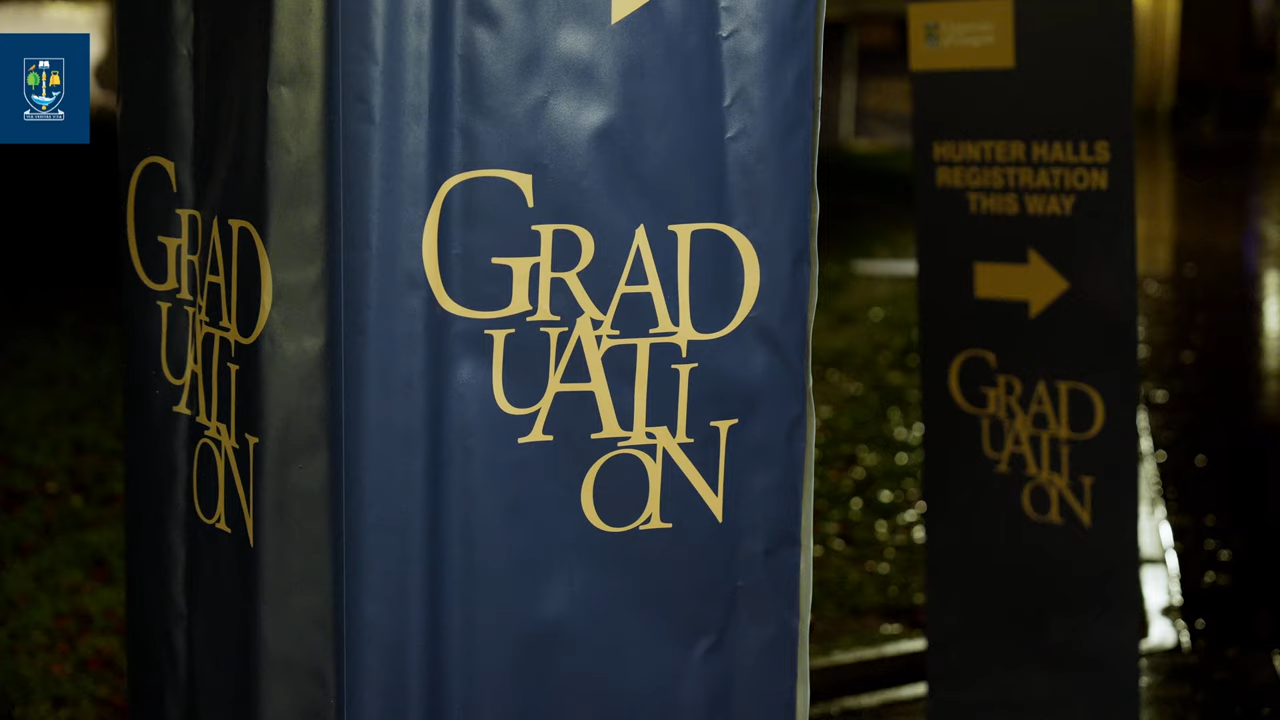 GRAD
UATI
ON
GRAD
UATI
ON
HUNTER HALLS
REGISTRATION
THIS WAY
GRAD
UATI
ON